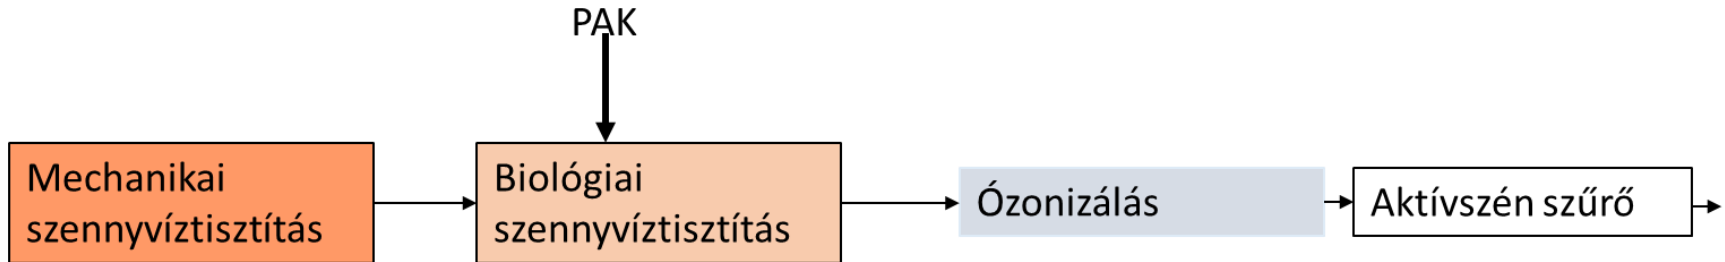 PAK
Mechanikai
szennyvíztisztítás
Biológiai
szennyvíztisztítás
Ózonizálás
Aktívszén szűrő